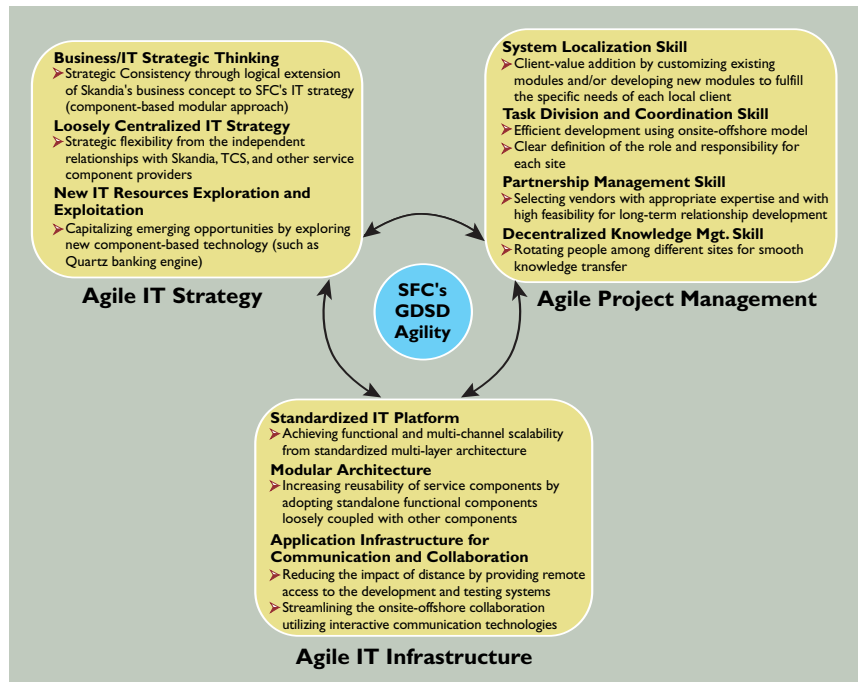 Business/IT Strategic Thinking
Strategic Consistency through logical extension
of Skandia's business concept to SFC's IT strategy
(component-based modular approach)
Loosely Centralized IT Strategy
Strategic flexibility from the independent
relationships with Skandia, TCS, and other service
component providers
New IT Resources Exploration and
Exploitation
Capitalizing emerging opportunities by exploring
new component-based technology (such as
Quartz banking engine)
Agile IT Strategy
System Localization Skill
Client-value addition by customizing existing
modules and/or developing new modules to fulfill
the specific needs of each local client
Task Division and Coordination Skill
Efficient development using onsite-offshore model
Clear definition of the role and responsibility for
each site
Partnership Management Skill
Selecting vendors with appropriate expertise and with
high feasibility for long-term relationship development
Decentralized Knowledge Mgt. Skill
Rotating people among different sites for smooth
knowledge transfer
Agile Project Management
SFC's
GDSD
Agility
Standardized IT Platform
Achieving functional and multi-channel scalability
from standardized multi-layer architecture
Modular Architecture
Increasing reusability of service components by
adopting standalone functional components
loosely coupled with other components
Application Infrastructure for
Communication and Collaboration
Reducing the impact of distance by providing remote
access to the development and testing systems
Streamlining the onsite-offshore collaboration
utilizing interactive communication technologies
Agile IT Infrastructure